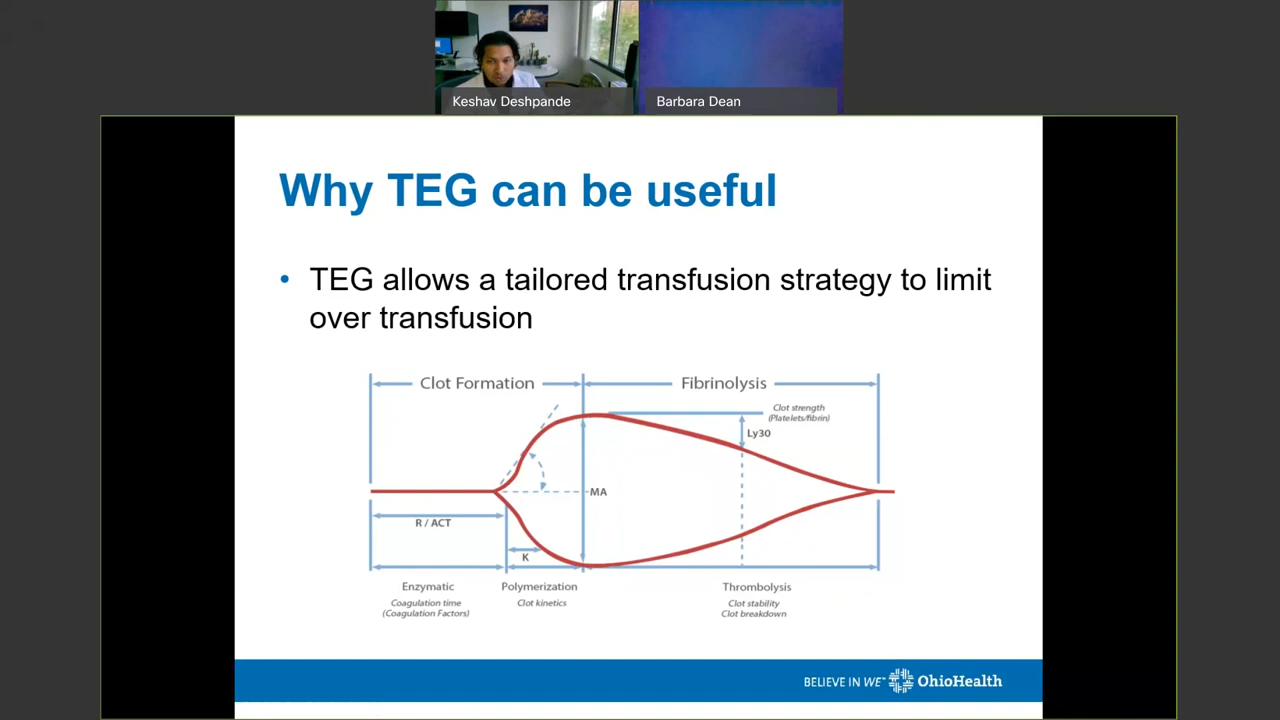 Keshav Deshpande
Barbara Dean
Why TEG can be useful
• TEG allows a tailored transfusion strategy to limit
over transfusion
Clot Formation
Fibrinolysis
Clot strength
(Platelets/fibrin)
Ly30
MA
R / ACT
K
Enzymatic
Coagulation time
(Coagulation Factors)
Polymerization
Clot kinetics
Thrombolysis
Clot stability
Clot breakdown
BELIEVE IN WE℠ OhioHealth